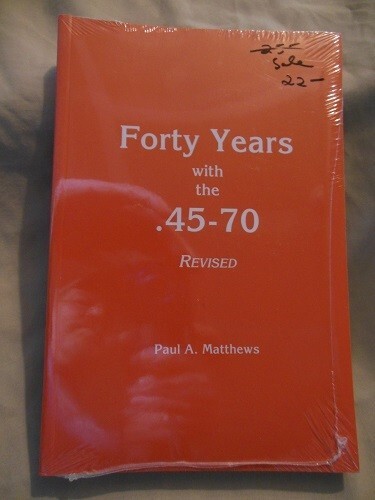 25-
Sale
22-
Forty Years
with
the
.45-70
REVISED
Paul A. Matthews